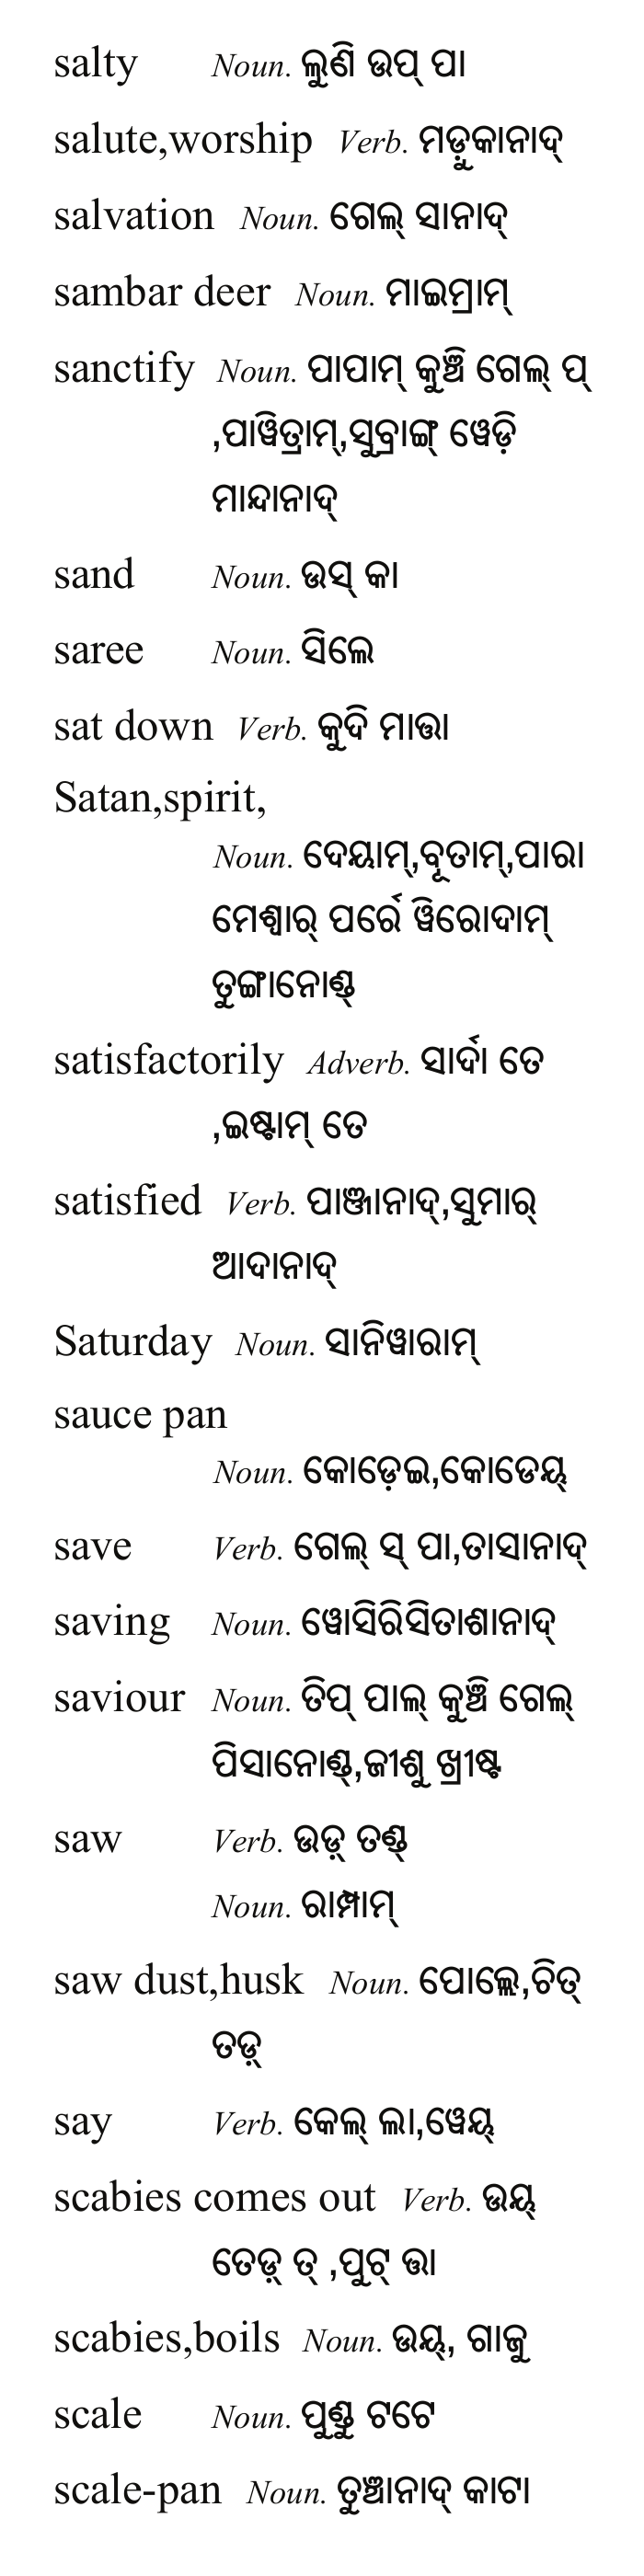 salty Noun. ଲୁଣି ଉପ୍ ପା
salute,worship Verb. ମଡୁ଼କାନାଦ୍
salvation Noun. ଗେଲ୍ ସାନାଦ୍
sambar deer Noun. ମାଇମ୍ରାମ୍
sanctify Noun. ପାପାମ୍ କୁଞ୍ଚି ଗେଲ୍ ପ୍
,ପାୱିତ୍ରାମ୍,ସୁବ୍ରାଙ୍ଗ୍ ୱେଡ଼ି
ମାନ୍ଦାନାଦ୍
sand Noun. ଉସ୍ କା
saree Noun. ସିଲେ
sat down Verb. କୁଦି ମାତ୍ତା
Satan,spirit,
Noun. ଦେୟାମ୍,ବୂତାମ୍,ପାରା
ମେଶ୍ୱାର୍ ପର୍ରେ ୱିରୋଦାମ୍
ତୁଙ୍ଗାନୋଣ୍ଡ୍
satisfactorily Adverb. ସାର୍ଦା ତେ
,ଇଷ୍ଟାମ୍ ତେ
satisfied Verb. ପାଞ୍ଜାନାଦ୍,ସୁମାର୍
ଆଦାନାଦ୍
Saturday Noun. ସାନିୱାରାମ୍
sauce pan
Noun. କୋଡ଼େଇ,କୋଡେୟ୍
save Verb. ଗେଲ୍ ସ୍ ପା,ତାସାନାଦ୍
saving Noun. ୱୋସିରିସିତାଶାନାଦ୍
saviour Noun. ତିପ୍ ପାଲ୍ କୁଞ୍ଚି ଗେଲ୍
ପିସାନୋଣ୍ଡ୍,ଜୀଶୁ ଖ୍ରୀଷ୍ଟ
saw Verb. ଉଡ଼୍ ତଣ୍ଡ୍
Noun. ରାମ୍ପାମ୍
saw dust,husk Noun. ପୋଲ୍ଲେ,ଚିତ୍
ତଡ଼୍
say Verb. କେଲ୍ ଲା,ୱେୟ୍
scabies comes out Verb. ଉୟ୍
ତେଡ଼୍ ତ୍ ,ପୁଟ୍ ତ୍ତା
scabies,boils Noun. ଉୟ୍, ଗାଜୁ
scale Noun. ପୁଣ୍ଡୁ ଟଟେ
scale-pan Noun. ତୁଞ୍ଚାନାଦ୍ କାଟା